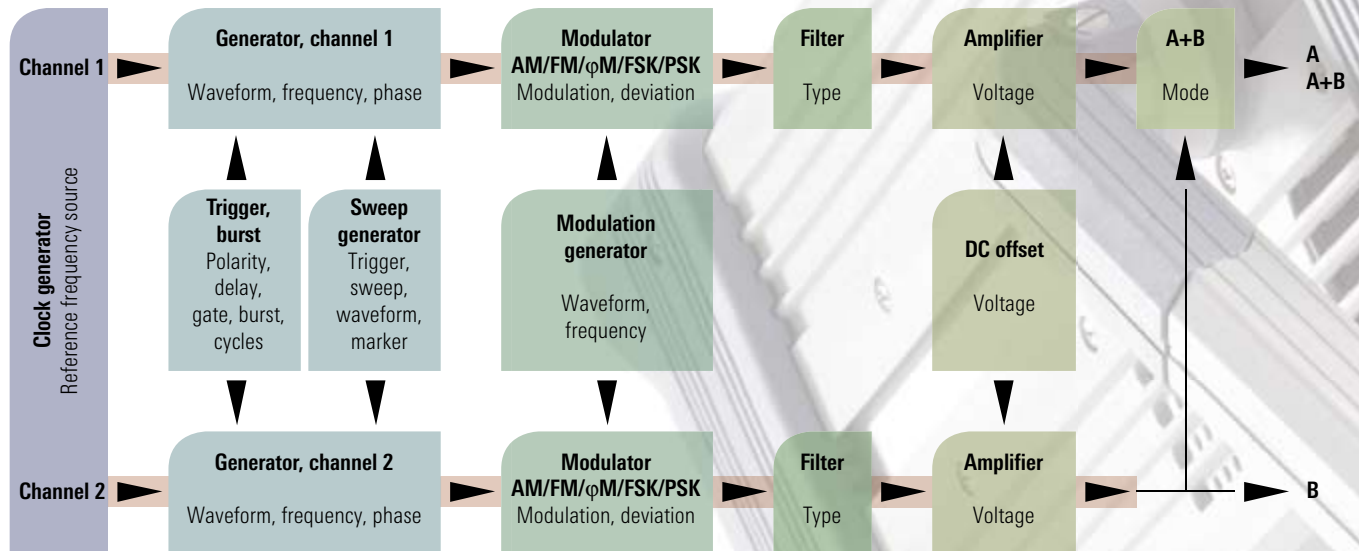 Clock generator
Reference frequency source
Channel 1
Generator, channel 1
Waveform, frequency, phase
Modulator
AM/FM/φM/FSK/PSK
Modulation, deviation
Filter
Type
Amplifier
Voltage
A+B
Mode
A
A+B
Trigger,
burst
Polarity,
delay,
gate, burst,
cycles
Sweep
generator
Trigger,
sweep,
waveform,
marker
Modulation
generator
Waveform,
frequency
DC offset
Voltage
Channel 2
Generator, channel 2
Waveform, frequency, phase
Modulator
AM/FM/φM/FSK/PSK
Modulation, deviation
Filter
Type
Amplifier
Voltage
B